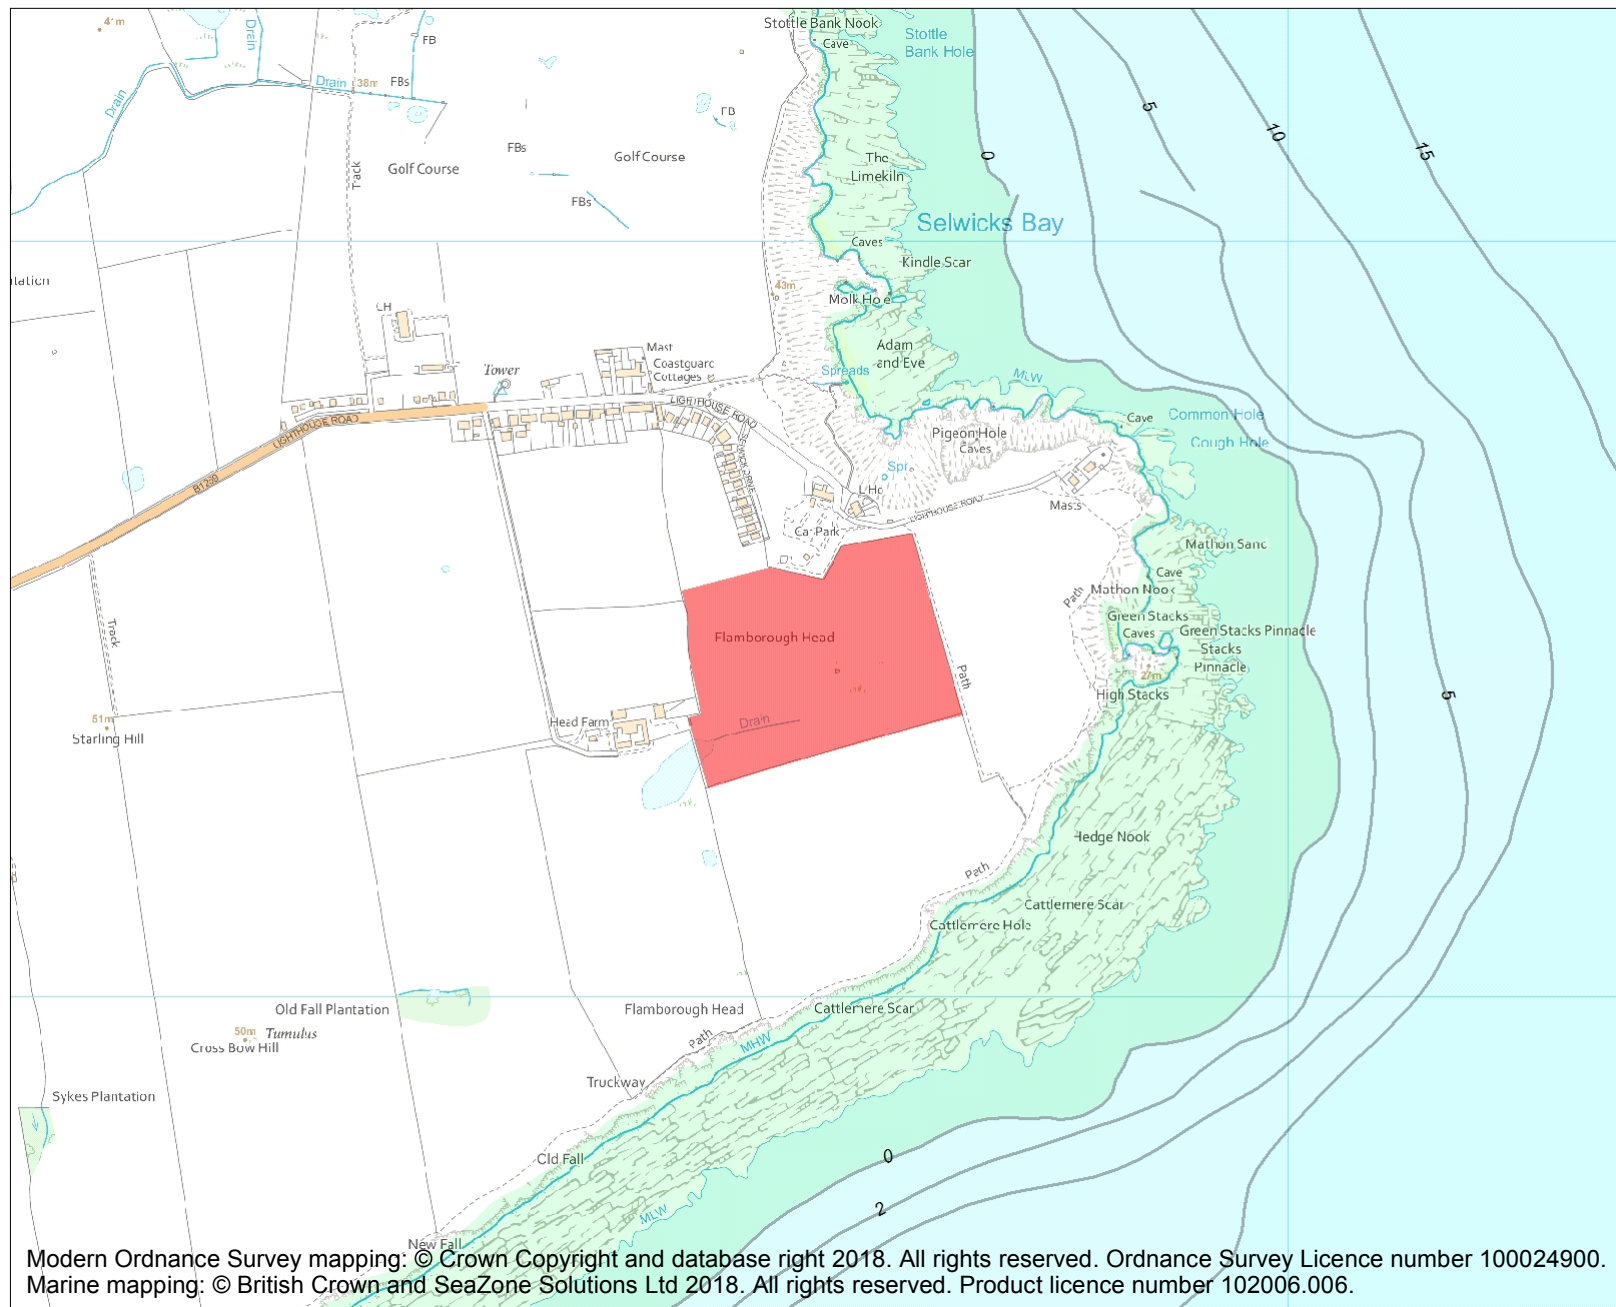 41m
Drain
FB
Stottle Bank Nook
Cave
Stottle
Bank Hole
Drain
Drain
38m
FBs
FB
5
10
15
0
FBs
Golf Course
Golf Course
The
Limekiln
Track
FBs
Selwicks Bay
Caves
Kindle Scar
43m
Adam
and Eve
Mast
Coastguard
Cottages
Tower
Spreads
MLW
LIGHTHOUSE ROAD
LIGHTHOUSE ROAD
Cave
Common Hole
Cough Hole
Pigeon Hole
Caves
SELWICK DRIVE
Spr
B1259
LIGHTHOUSE ROAD
Masts
Car Park
Mathon Sand
Cave
Mathon Nook
Path
Green Stacks
Caves
Green Stacks Pinnacle
Stacks
Pinnacle
Track
Flamborough Head
Path
27m
High Stacks
5
51m
Starling Hill
Head Farm
Drain
Hedge Nook
Path
Cattlemere Scar
Cattlemere Hole
Old Fall Plantation
Flamborough Head
Cattlemere Scar
50m
Tumulus
Cross Bow Hill
Path
MHW
Truckway
Sykes Plantation
Old Fall
0
2
MLW
New Fall
Modern Ordnance Survey mapping: © Crown Copyright and database right 2018. All rights reserved. Ordnance Survey Licence number 100024900.
Marine mapping: © British Crown and SeaZone Solutions Ltd 2018. All rights reserved. Product licence number 102006.006.